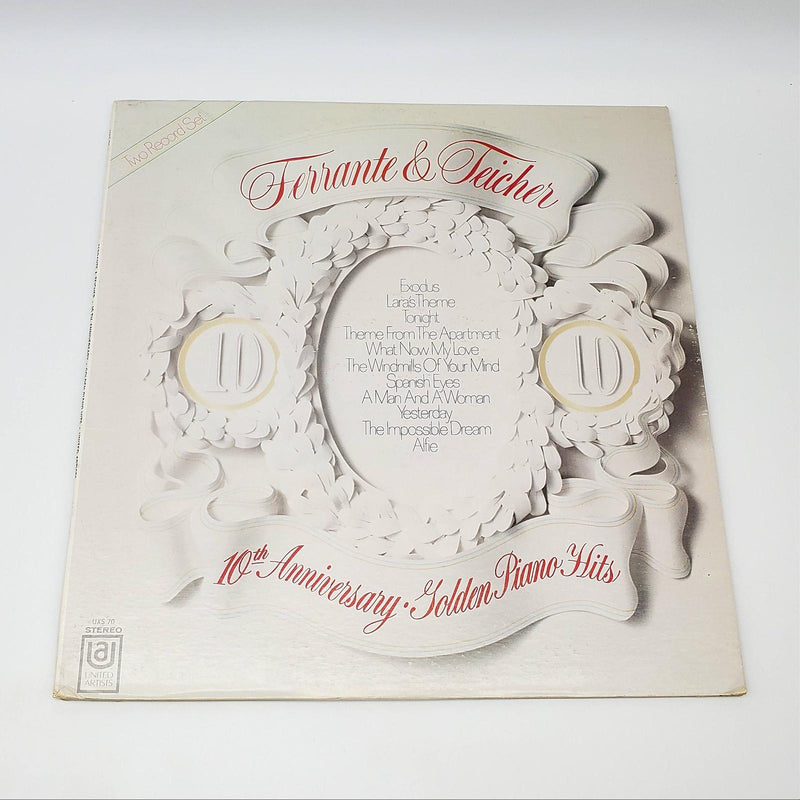 Two Record Set
Ferrante & Teicher
Exodus
Lara's Theme
Tonight
Theme From The Apartment
What Now My Love
The Windmills Of Your Mind
Spanish Eyes
A Man And A Woman
Yesterday
The Impossible Dream
Alfie
10
10
10th Anniversary • Golden Piano Hits
UXS 70
STEREO
ua
UNITED
ARTISTS